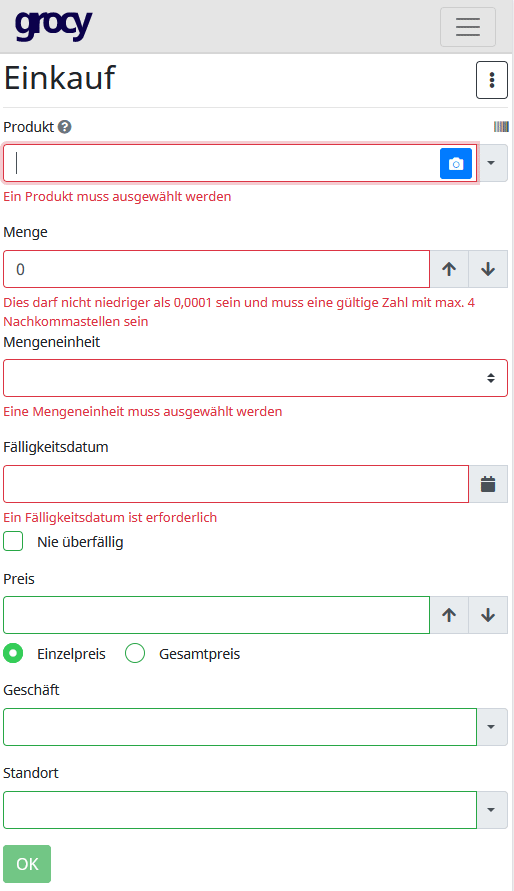 grocy
Einkauf
Produkt
Ein Produkt muss ausgewählt werden
Menge
0
Dies darf nicht niedriger als 0,0001 sein und muss eine gültige Zahl mit max. 4
Nachkommastellen sein
Mengeneinheit
Eine Mengeneinheit muss ausgewählt werden
Fälligkeitsdatum
Ein Fälligkeitsdatum ist erforderlich
Nie überfällig
Preis
Einzelpreis Gesamtpreis
Geschäft
Standort
OK